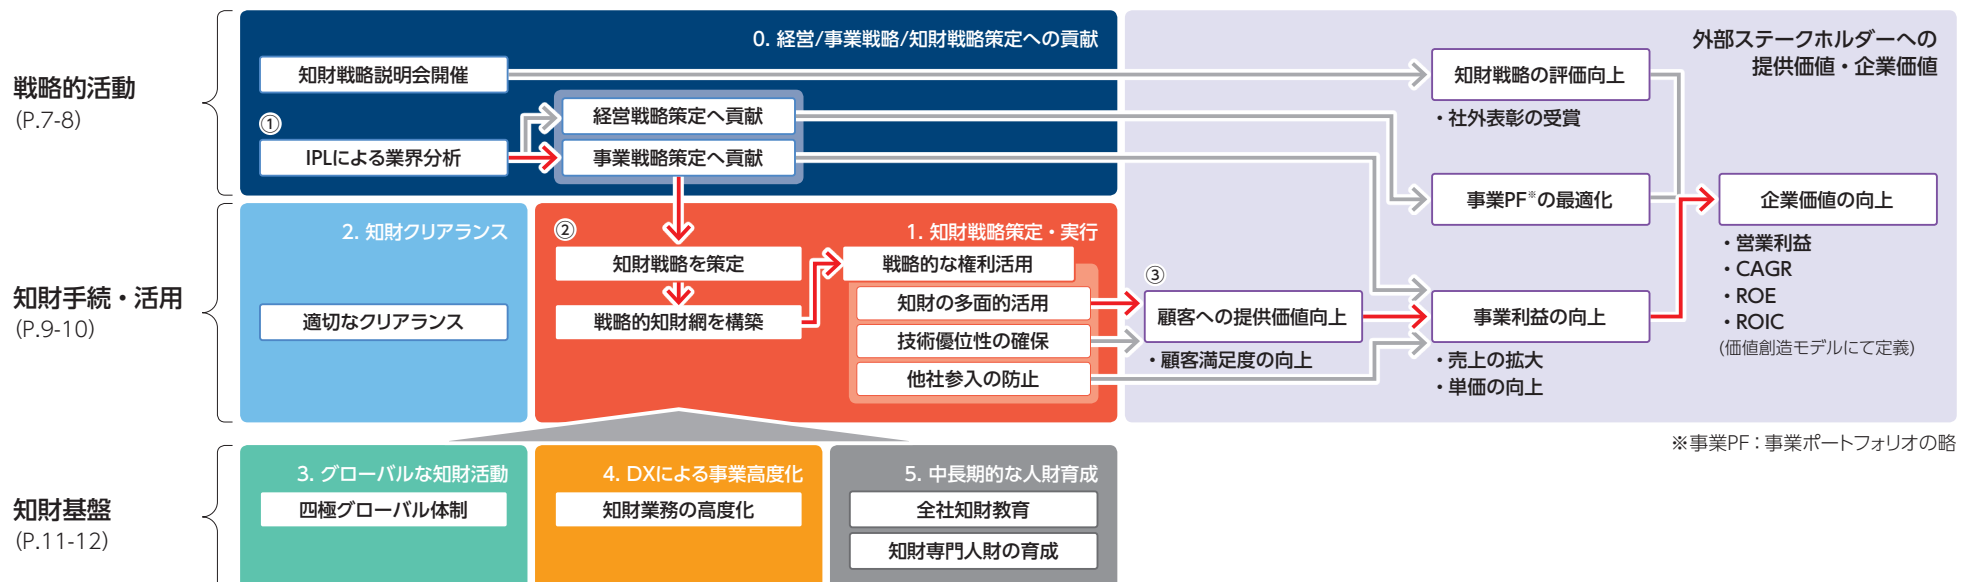 戦略的活動
(P.7-8)
0. 経営/事業戦略/知財戦略策定への貢献
知財戦略説明会開催
①
IPLによる業界分析
経営戦略策定へ貢献
事業戦略策定へ貢献
外部ステークホルダーへの
提供価値・企業価値
知財戦略の評価向上
・社外表彰の受賞
事業PF※の最適化
企業価値の向上
・営業利益
・CAGR
・ROE
・ROIC
(価値創造モデルにて定義)
知財手続・活用
(P.9-10)
2. 知財クリアランス
適切なクリアランス
②
1. 知財戦略策定・実行
知財戦略を策定
戦略的知財網を構築
戦略的な権利活用
知財の多面的活用
技術優位性の確保
他社参入の防止
③
顧客への提供価値向上
・顧客満足度の向上
事業利益の向上
・売上の拡大
・単価の向上
※事業PF：事業ポートフォリオの略
知財基盤
(P.11-12)
3. グローバルな知財活動
四極グローバル体制
4. DXによる事業高度化
知財業務の高度化
5. 中長期的な人財育成
全社知財教育
知財専門人財の育成